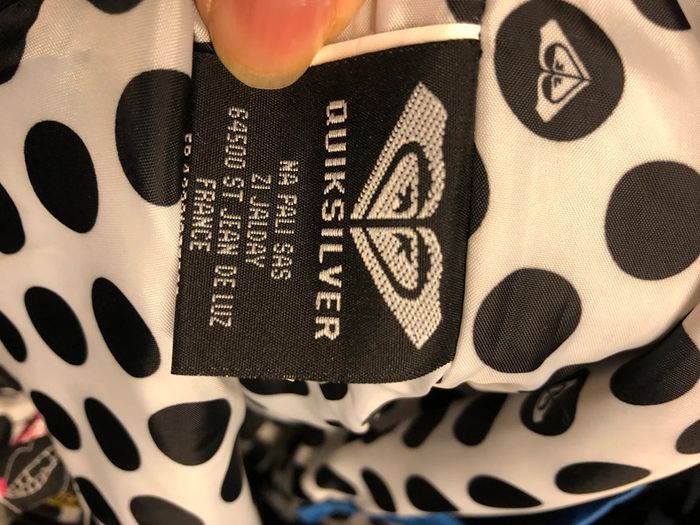 QUIKSILVER
NA PALI SAS
ZI JALDAY
64500 ST JEAN DE LUZ
FRANCE